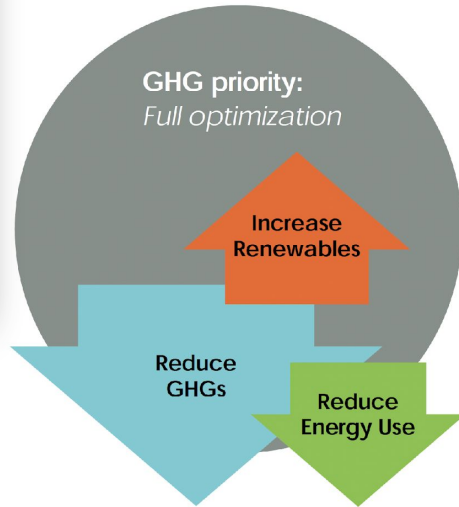 GHG priority:
Full optimization
Increase
Renewables
Reduce
GHGs
Reduce
Energy Use